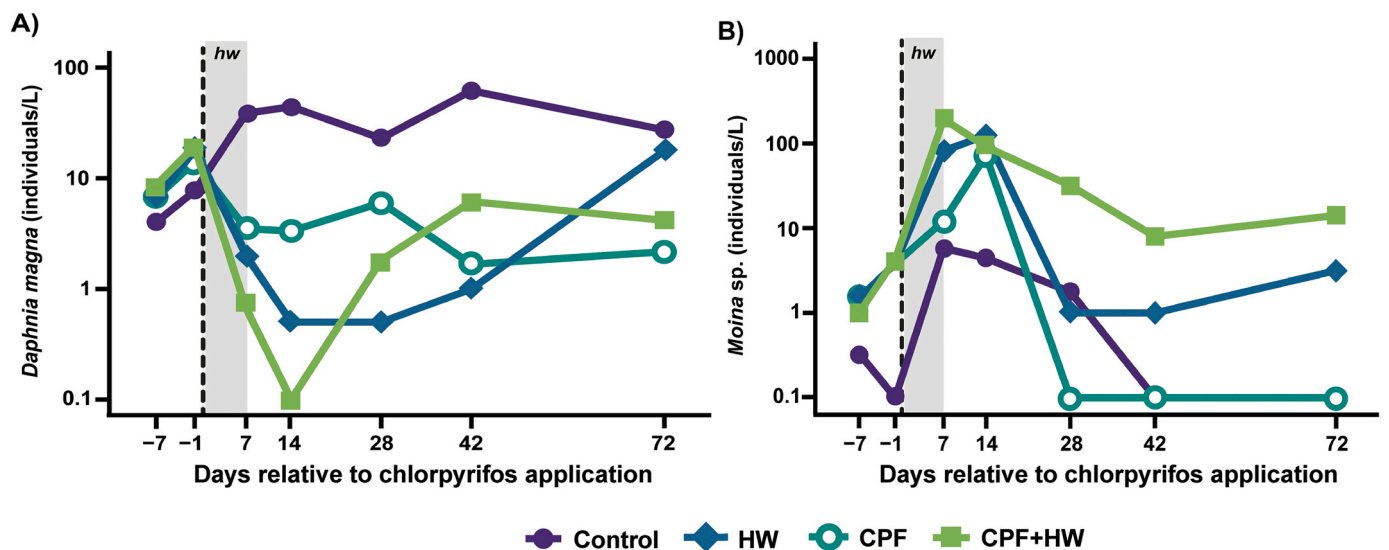 A)
hw
Daphnia magna (individuals/L)
100
10
1
0.1
−7 −1 7 14 28 42 72
Days relative to chlorpyrifos application
B)
hw
Moina sp. (individuals/L)
1000
100
10
1
0.1
−7 −1 7 14 28 42 72
Days relative to chlorpyrifos application
Control HW CPF CPF+HW